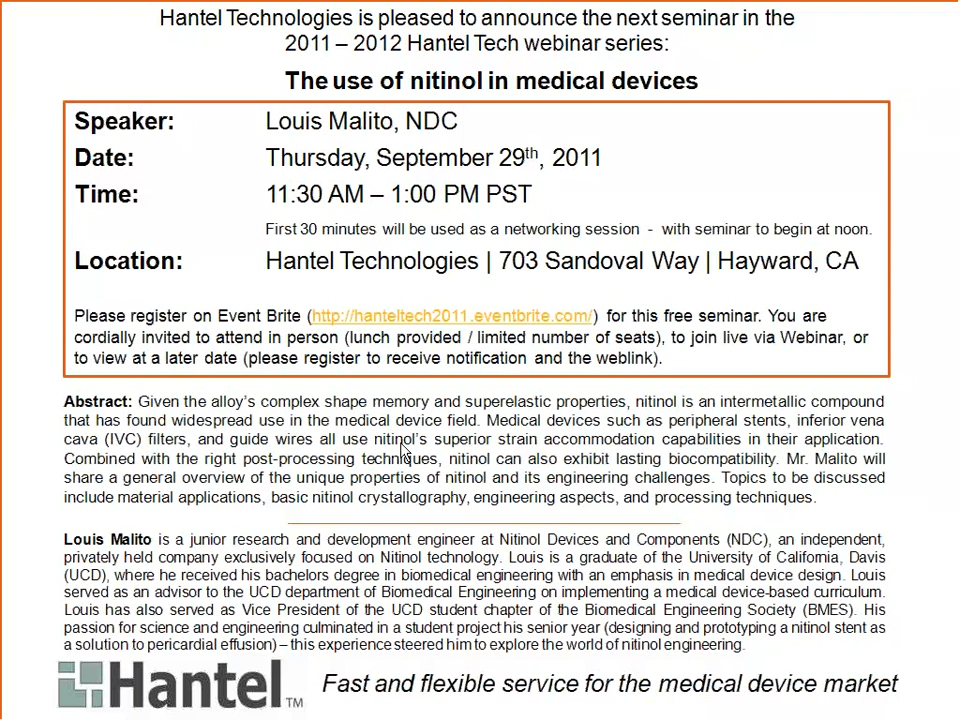 Hantel Technologies is pleased to announce the next seminar in the
2011 – 2012 Hantel Tech webinar series:
The use of nitinol in medical devices
Speaker: Louis Malito, NDC
Date: Thursday, September 29th, 2011
Time: 11:30 AM – 1:00 PM PST
First 30 minutes will be used as a networking session - with seminar to begin at noon.
Location: Hantel Technologies | 703 Sandoval Way | Hayward, CA
Please register on Event Brite (http://hanteltech2011.eventbrite.com/) for this free seminar. You are
cordially invited to attend in person (lunch provided / limited number of seats), to join live via Webinar, or
to view at a later date (please register to receive notification and the weblink).
Abstract: Given the alloy's complex shape memory and superelastic properties, nitinol is an intermetallic compound
that has found widespread use in the medical device field. Medical devices such as peripheral stents, inferior vena
cava (IVC) filters, and guide wires all use nitinol's superior strain accommodation capabilities in their application.
Combined with the right post-processing techniques, nitinol can also exhibit lasting biocompatibility. Mr. Malito will
share a general overview of the unique properties of nitinol and its engineering challenges. Topics to be discussed
include material applications, basic nitinol crystallography, engineering aspects, and processing techniques.
Louis Malito is a junior research and development engineer at Nitinol Devices and Components (NDC), an independent,
privately held company exclusively focused on Nitinol technology. Louis is a graduate of the University of California, Davis
(UCD), where he received his bachelors degree in biomedical engineering with an emphasis in medical device design. Louis
served as an advisor to the UCD department of Biomedical Engineering on implementing a medical device-based curriculum.
Louis has also served as Vice President of the UCD student chapter of the Biomedical Engineering Society (BMES). His
passion for science and engineering culminated in a student project his senior year (designing and prototyping a nitinol stent as
a solution to pericardial effusion) – this experience steered him to explore the world of nitinol engineering.
Hantel TM Fast and flexible service for the medical device market